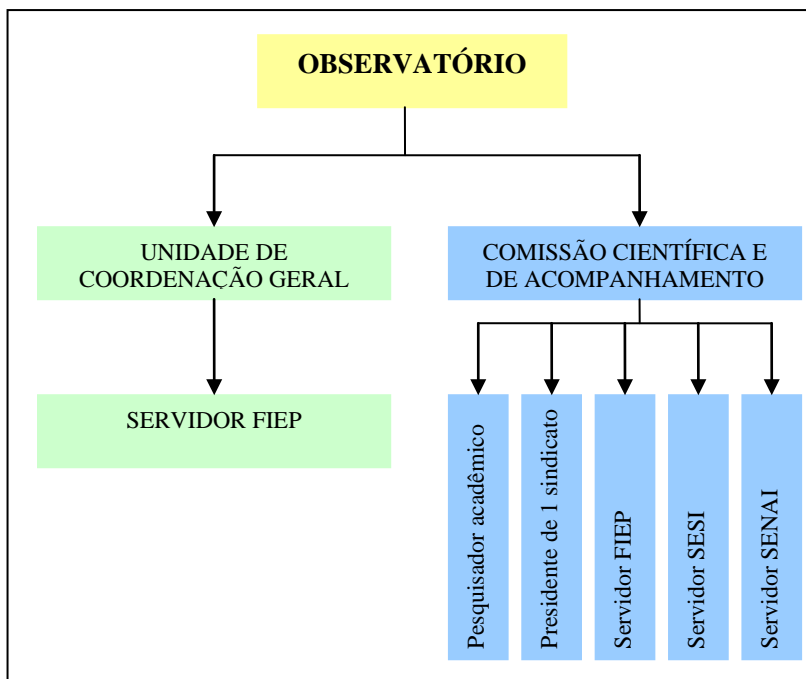 OBSERVATÓRIO
UNIDADE DE
COORDENAÇÃO GERAL
COMISSÃO CIENTÍFICA E
DE ACOMPANHAMENTO
SERVIDOR FIEP
Pesquisador acadêmico
Presidente de 1 sindicato
Servidor FIEP
Servidor SESI
Servidor SENAI